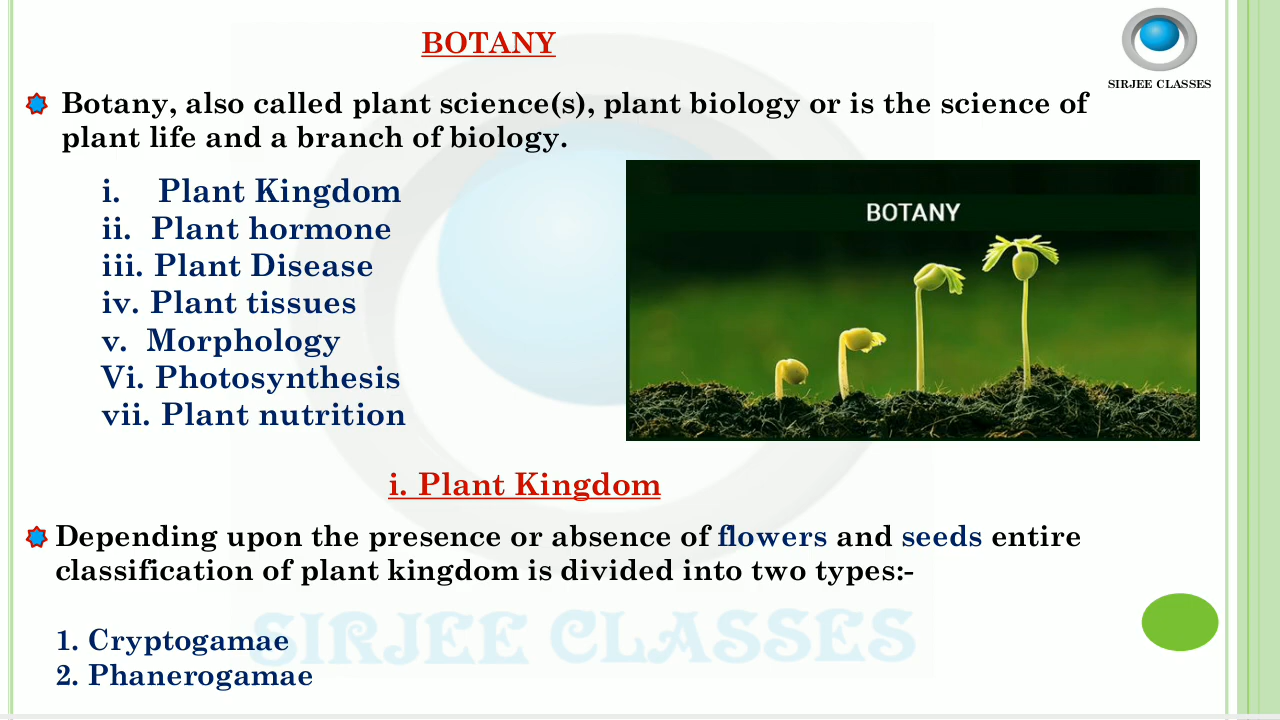 BOTANY
SIRJEE CLASSES
Botany, also called plant science(s), plant biology or is the science of
plant life and a branch of biology.
i. Plant Kingdom
ii. Plant hormone
iii. Plant Disease
iv. Plant tissues
v. Morphology
Vi. Photosynthesis
vii. Plant nutrition
BOTANY
i. Plant Kingdom
Depending upon the presence or absence of flowers and seeds entire
classification of plant kingdom is divided into two types:-
1. Cryptogamae
2. Phanerogamae
SIRJEE CLASSES